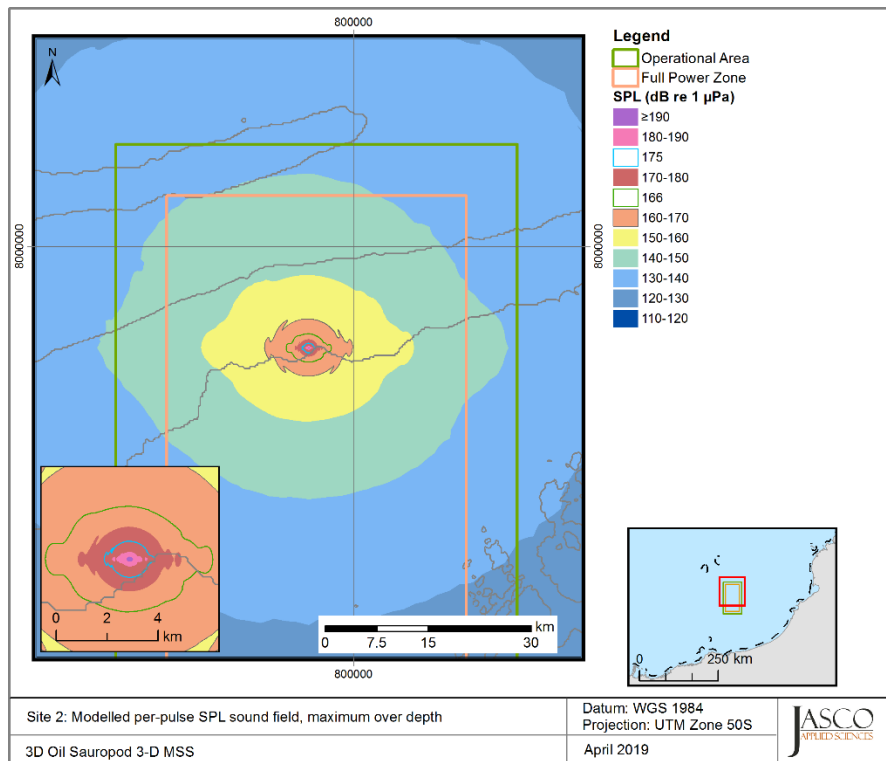 800000
N
8000000
8000000
0
2
4
km
km
0
7.5
15
30
800000
Legend
Operational Area
Full Power Zone
SPL (dB re 1 µPa)
≥190
180-190
175
170-180
166
160-170
150-160
140-150
130-140
120-130
110-120
0
250 km
Site 2: Modelled per-pulse SPL sound field, maximum over depth
3D Oil Sauropod 3-D MSS
Datum: WGS 1984
Projection: UTM Zone 50S
April 2019
JASCO
APPLIED SCIENCES